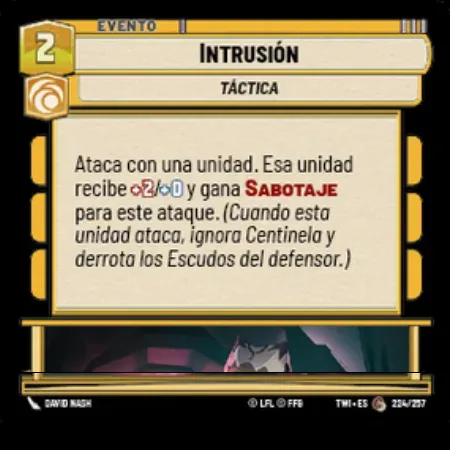 EVENTO
2
INTRUSIÓN
TÁCTICA
Ataca con una unidad. Esa unidad
recibe +2/+0 y gana SABOTAJE
para este ataque. (Cuando esta
unidad ataca, ignora Centinela y
derrota los Escudos del defensor.)
DAVID NASH
© LFL © FFG
TWI • ES
224/257